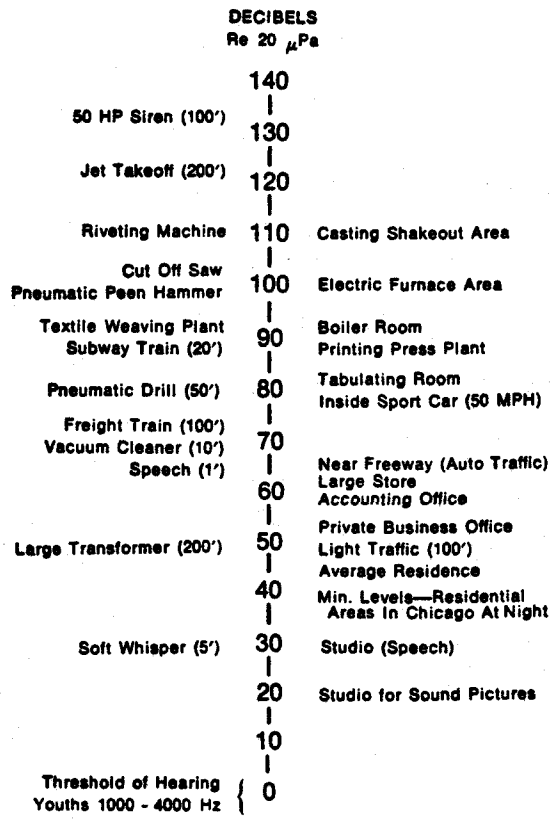 DECIBELS
Re 20 μPa
140
50 HP Siren (100′)
130
Jet Takeoff (200′)
120
Riveting Machine 110 Casting Shakeout Area
Cut Off Saw
Pneumatic Peen Hammer 100 Electric Furnace Area
Textile Weaving Plant
Subway Train (20′)
90
Boiler Room
Printing Press Plant
Pneumatic Drill (50′)
80
Tabulating Room
Inside Sport Car (50 MPH)
Freight Train (100′)
Vacuum Cleaner (10′)
Speech (1′)
70
Near Freeway (Auto Traffic)
Large Store
Accounting Office
60
Private Business Office
Light Traffic (100′)
Average Residence
Large Transformer (200′)
50
40
Min. Levels—Residential
Areas In Chicago At Night
Soft Whisper (5′) 30 Studio (Speech)
20 Studio for Sound Pictures
10
Threshold of Hearing
Youths 1000 - 4000 Hz { 0